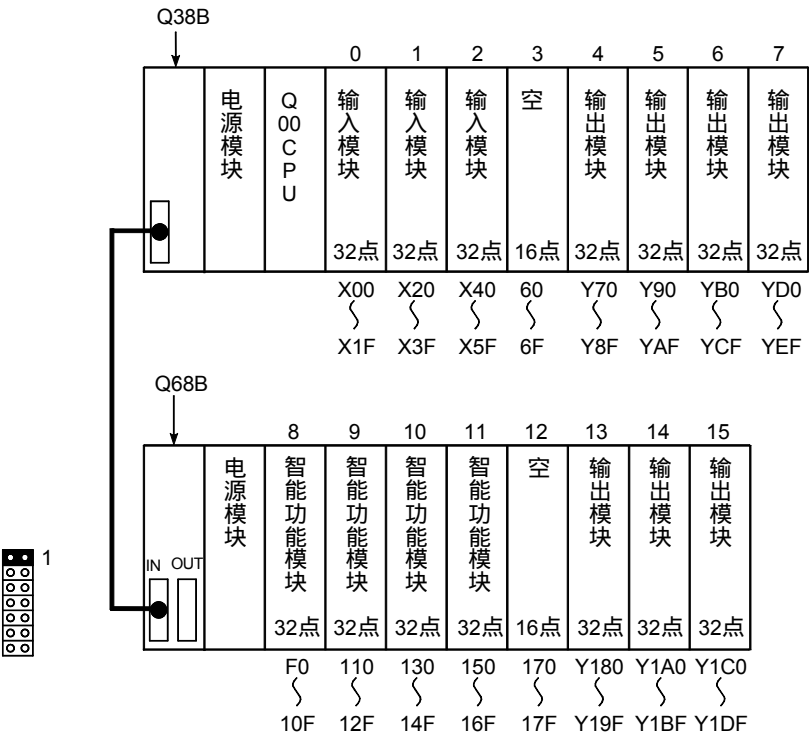 Q38B
0 1 2 3 4 5 6 7
电源模块
Q00CPU
输入模块
输入模块
输入模块
空
输出模块
输出模块
输出模块
输出模块
32点 32点 32点 16点 32点 32点 32点 32点
X00 X20 X40 60 Y70 Y90 YB0 YD0
X1F X3F X5F 6F Y8F YAF YCF YEF
Q68B
8 9 10 11 12 13 14 15
电源模块
智能功能模块
智能功能模块
智能功能模块
智能功能模块
空
输出模块
输出模块
输出模块
1
IN OUT
32点 32点 32点 32点 16点 32点 32点 32点
F0 110 130 150 170 Y180 Y1A0 Y1C0
10F 12F 14F 16F 17F Y19F Y1BF Y1DF